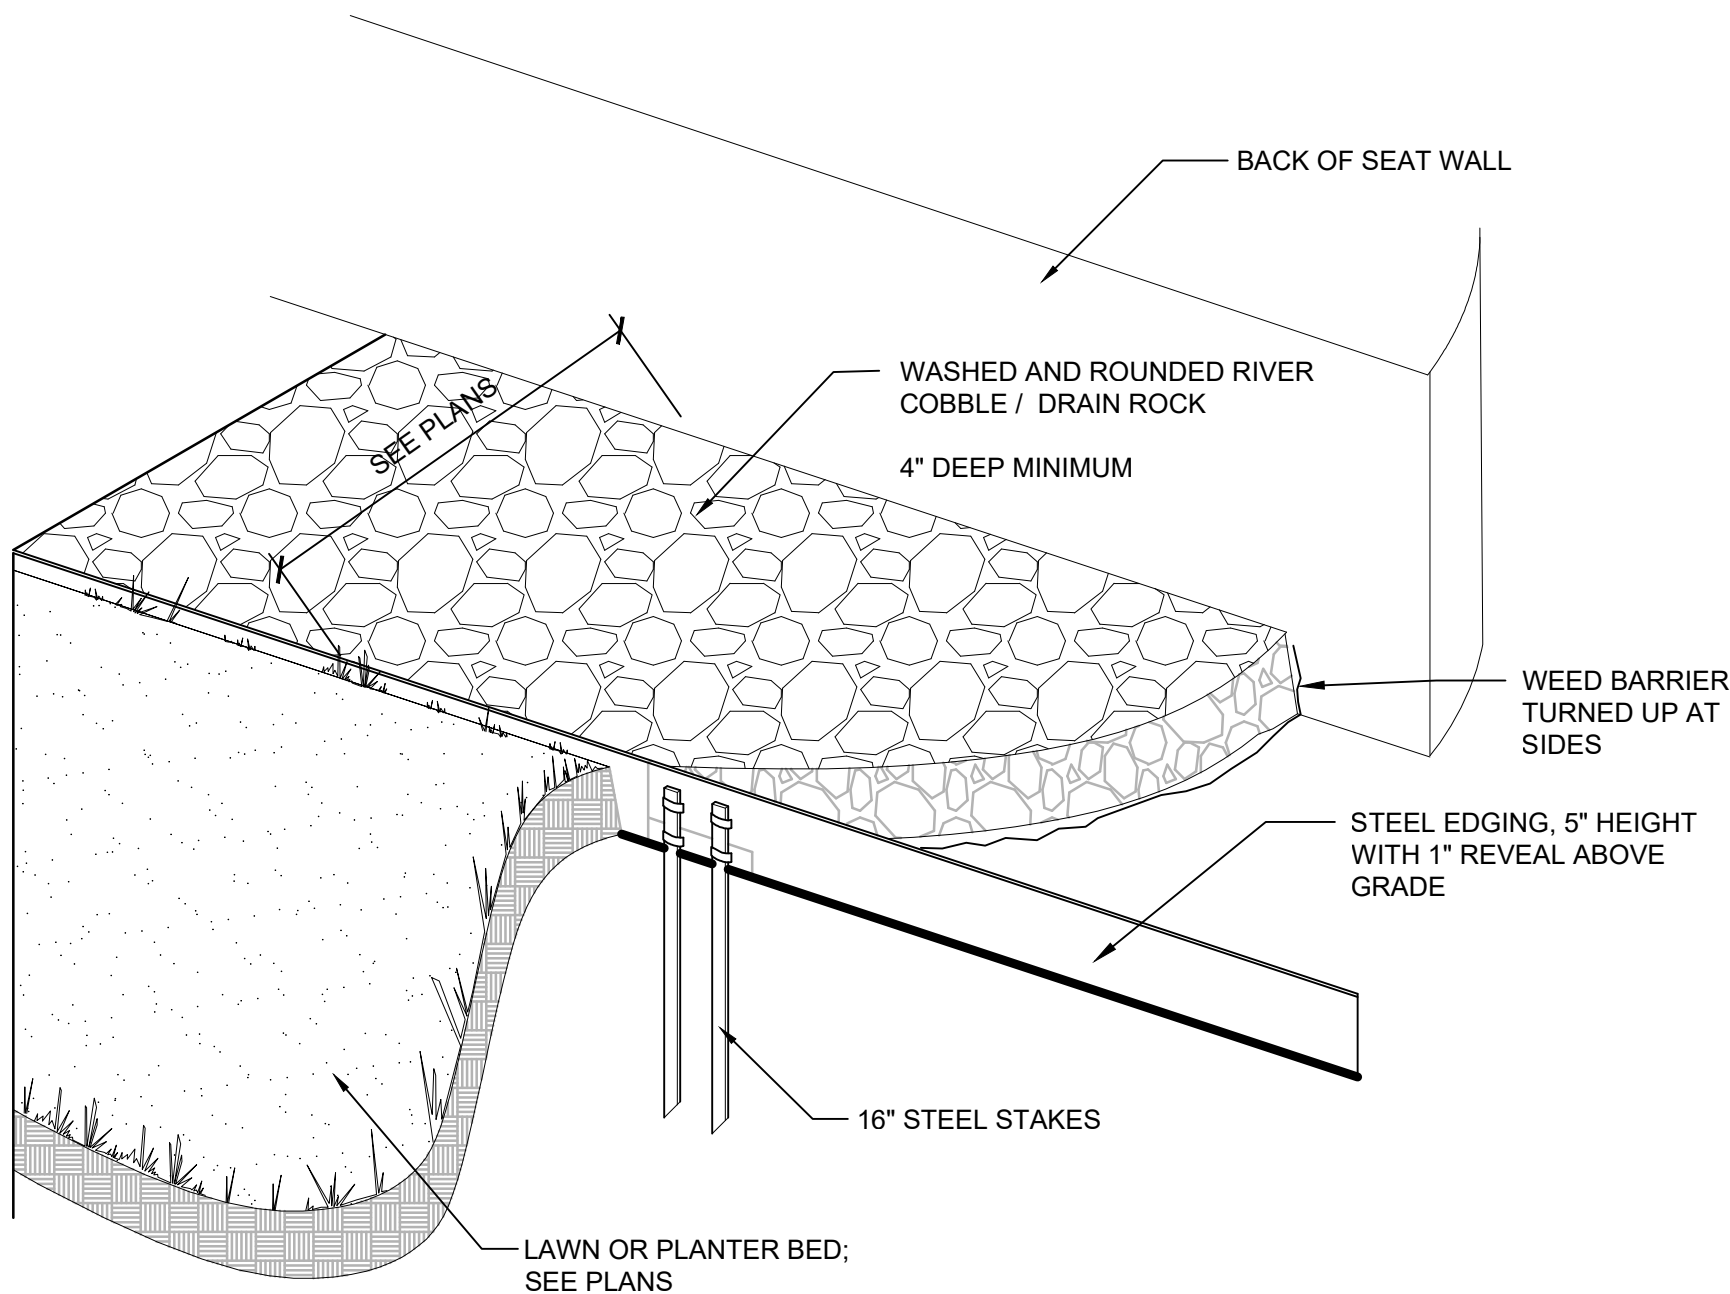 BACK OF SEAT WALL
WASHED AND ROUNDED RIVER
COBBLE / DRAIN ROCK
4" DEEP MINIMUM
SEE PLANS
WEED BARRIER
TURNED UP AT
SIDES
STEEL EDGING, 5" HEIGHT
WITH 1" REVEAL ABOVE
GRADE
16" STEEL STAKES
LAWN OR PLANTER BED;
SEE PLANS